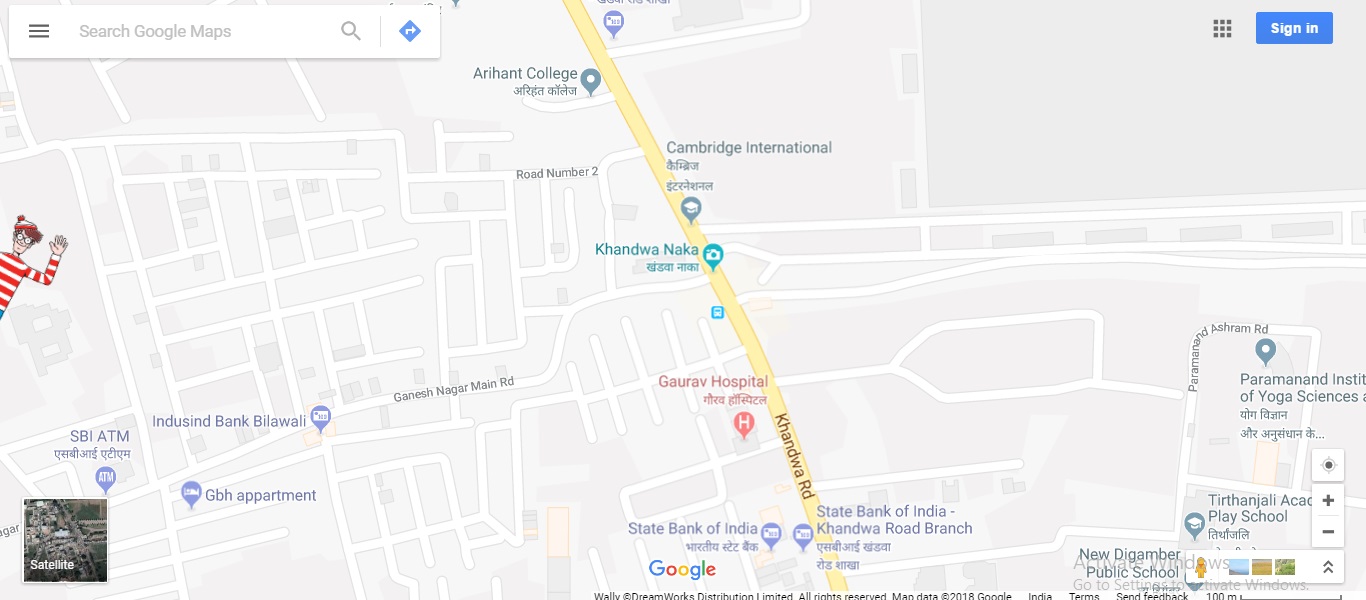 Search Google Maps
Sign in
Arihant College
अरिहंत कॉलेज
Cambridge International
कैम्ब्रिज
इंटरनेशनल
Road Number 2
Khandwa Naka
खंडवा नाका
Paramanand Ashram Rd
Paramanand Instit
of Yoga Sciences a
योग विज्ञान
और अनुसंधान के...
Ganesh Nagar Main Rd
Gaurav Hospital
गौरव हॉस्पिटल
H
Khandwa Rd
Indusind Bank Bilawali
SBI ATM
एसबीआई एटीएम
ATM
Gbh appartment
State Bank of India
भारतीय स्टेट बैंक
State Bank of India -
Khandwa Road Branch
एसबीआई खंडवा
रोड शाखा
Tirthanjali Acad
Play School
तिर्थांजलि
New Digamber
Public School
nagar
Satellite
Google
Activate Windows
Go to Settings to activate Windows.
Wally ©DreamWorks Distribution Limited. All rights reserved. Map data ©2018 Google India Terms Send feedback 100 m